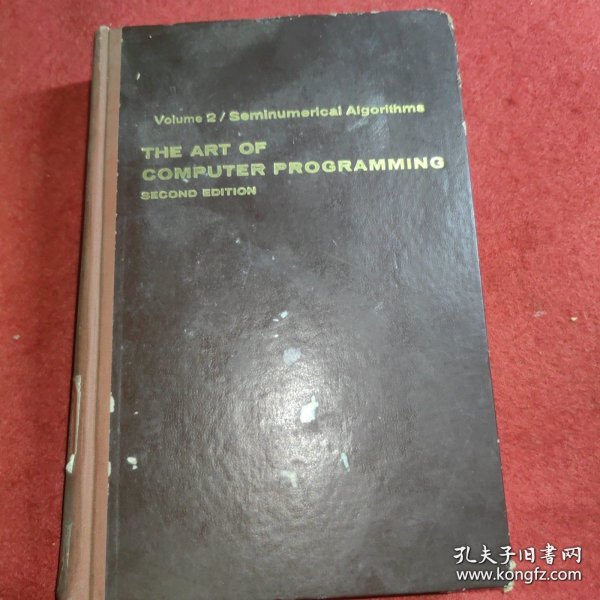 Volume 2 / Seminumerical Algorithms
THE ART OF
COMPUTER PROGRAMMING
SECOND EDITION
孔夫子旧书网
www.kongfz.com